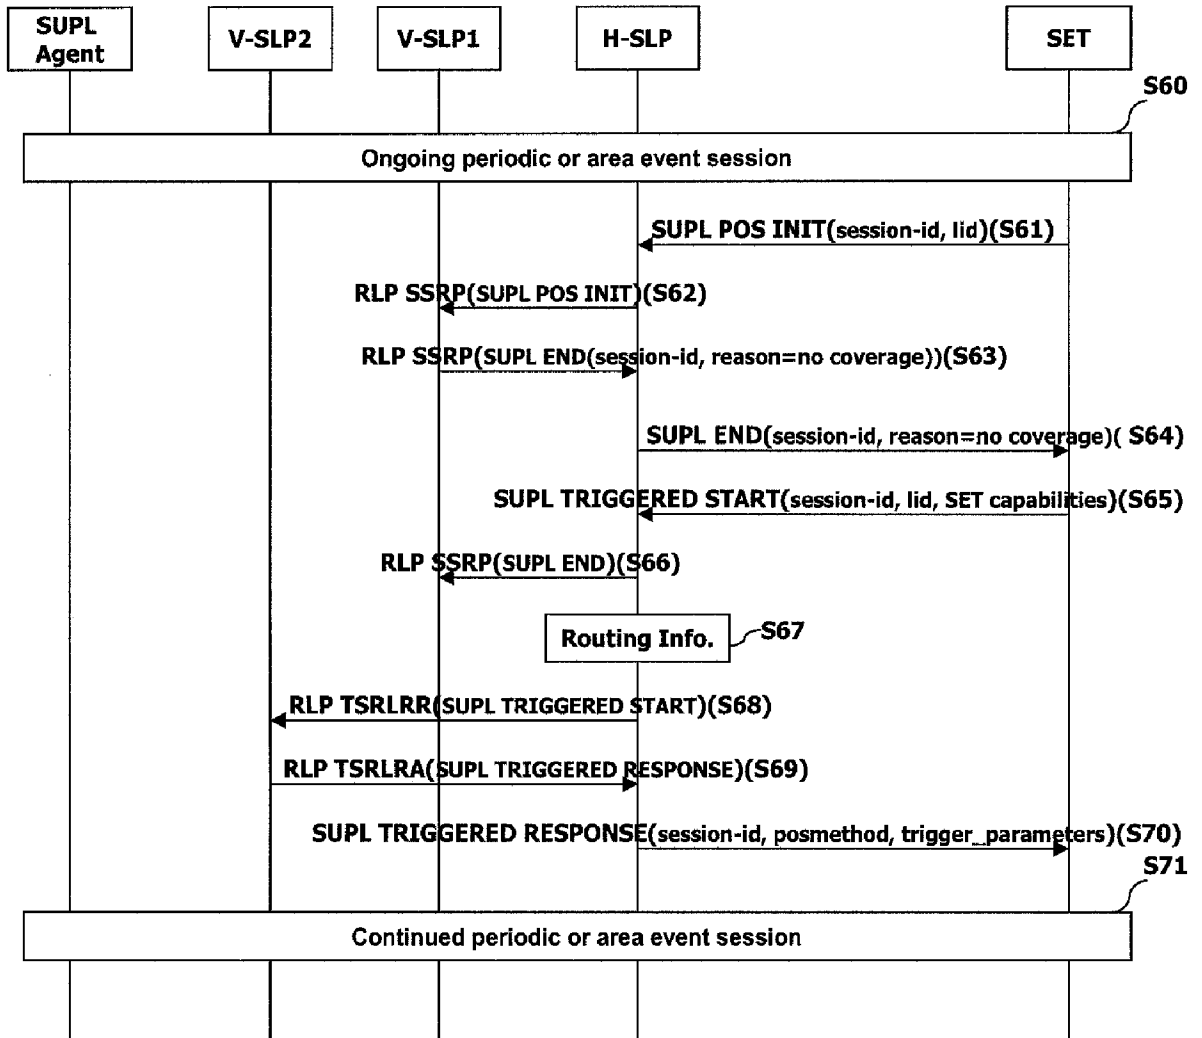 SUPL
Agent
V-SLP2
V-SLP1
H-SLP
SET
S60
Ongoing periodic or area event session
SUPL POS INIT(session-id, lid)(S61)
RLP SSRP(SUPL POS INIT)(S62)
RLP SSRP(SUPL END(session-id, reason=no coverage))(S63)
SUPL END(session-id, reason=no coverage)( S64)
SUPL TRIGGERED START(session-id, lid, SET capabilities)(S65)
RLP SSRP(SUPL END)(S66)
Routing Info.
S67
RLP TSRLRR(SUPL TRIGGERED START)(S68)
RLP TSRLRA(SUPL TRIGGERED RESPONSE)(S69)
SUPL TRIGGERED RESPONSE(session-id, posmethod, trigger_parameters)(S70)
S71
Continued periodic or area event session